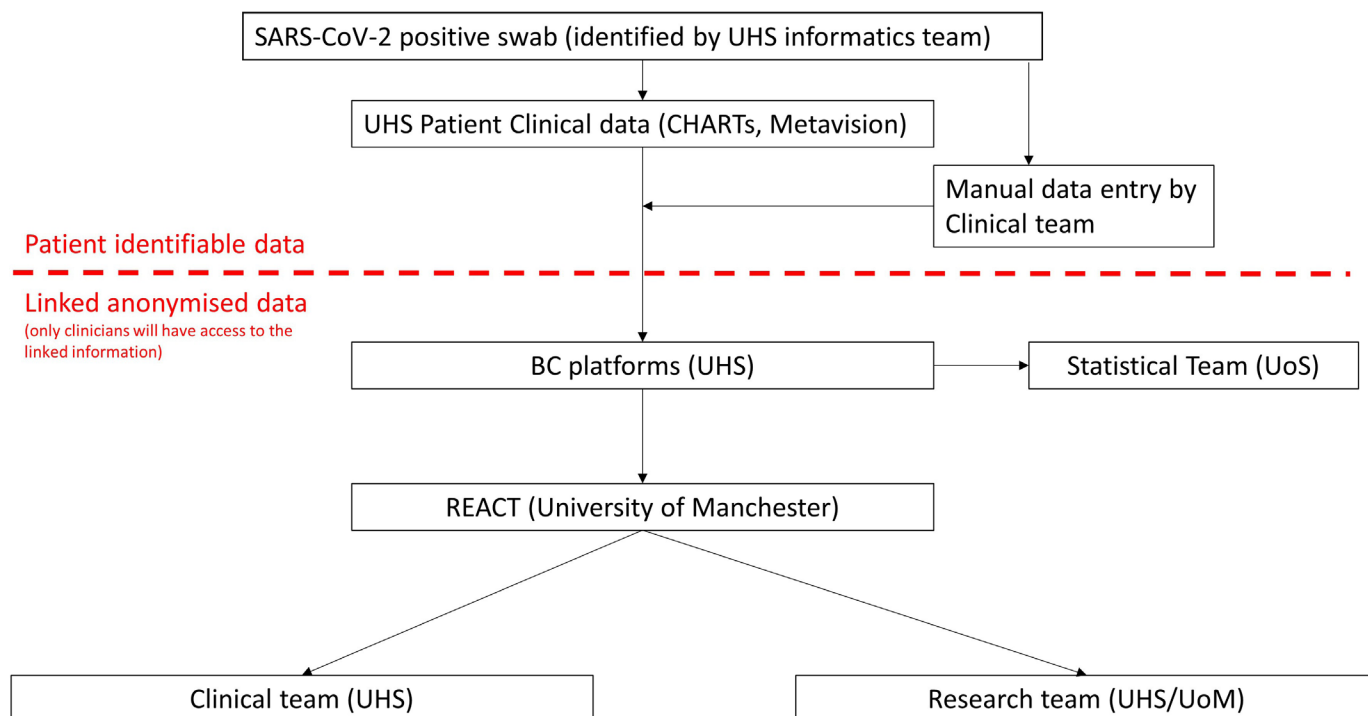 SARS-CoV-2 positive swab (identified by UHS informatics team)
UHS Patient Clinical data (CHARTs, Metavision)
Manual data entry by
Clinical team
Patient identifiable data
Linked anonymised data
(only clinicians will have access to the
linked information)
BC platforms (UHS)
Statistical Team (UoS)
REACT (University of Manchester)
Clinical team (UHS)
Research team (UHS/UoM)